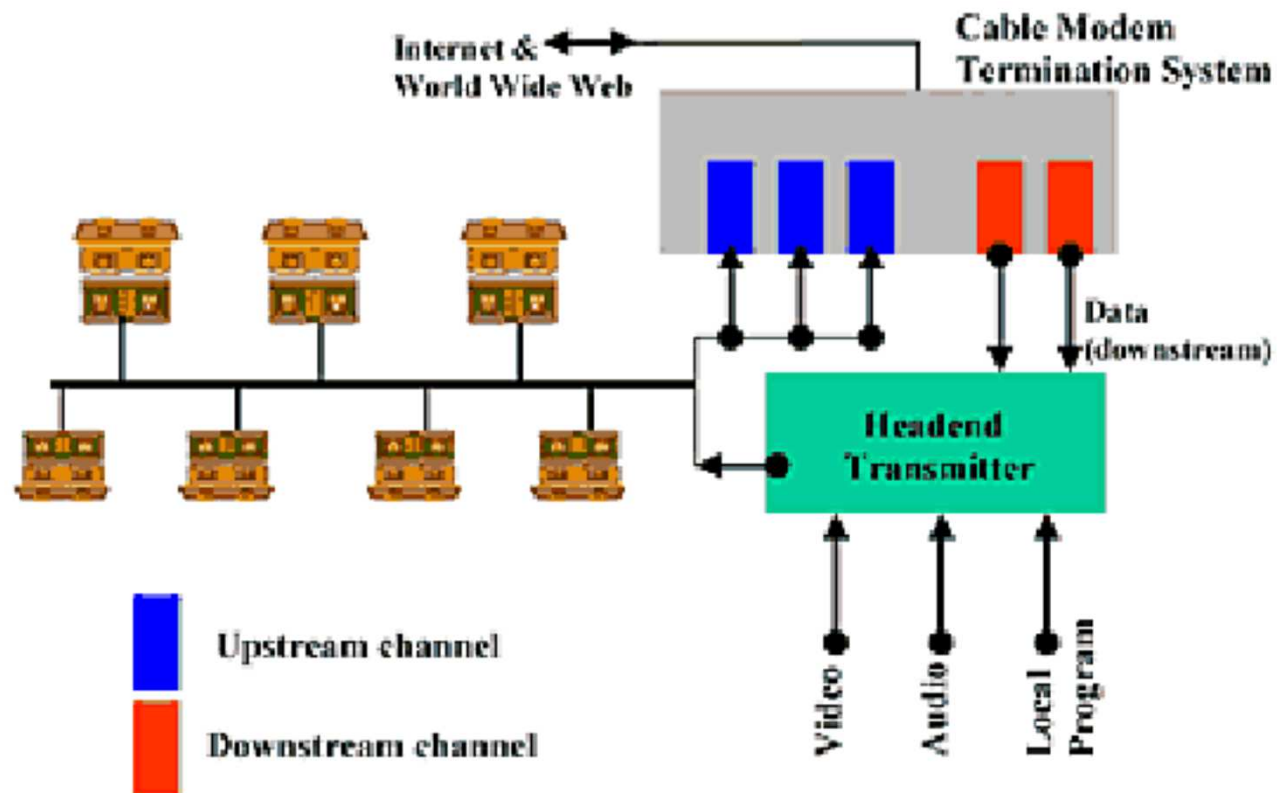 Internet &
World Wide Web
Cable Modem
Termination System
Data
(downstream)
Headend
Transmitter
Video
Audio
Local
Program
Upstream channel
Downstream channel